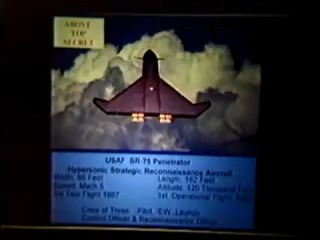 ABOVE
TOP
SECRET
USAF SR-75 Penetrator
Hypersonic Strategic Reconnaissance Aircraft
Width: 98 Feet Length: 162 Feet
Speed: Mach 5 Altitude: 120 Thousand
1st Test Flight 1987 1st. Operational Flight
Crew of Three Pilot, EW, Launch
Control Officer & Reconnaissance Officer